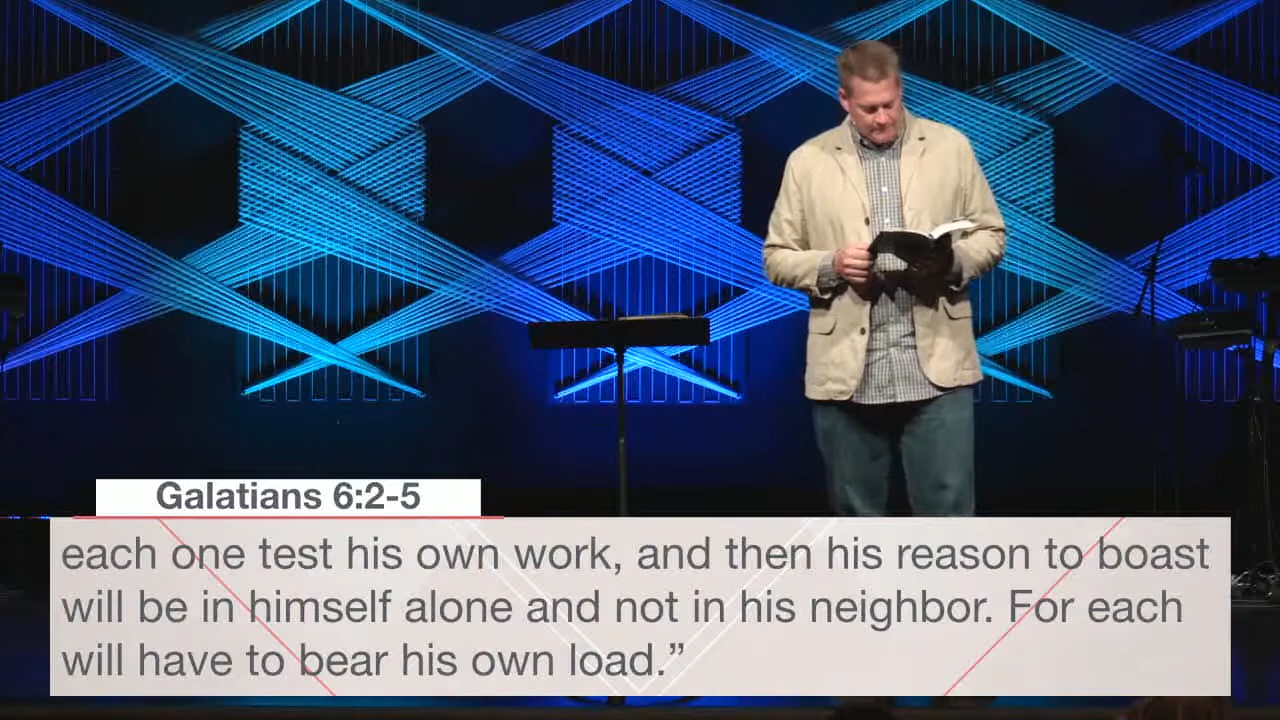 Galatians 6:2-5
each one test his own work, and then his reason to boast
will be in himself alone and not in his neighbor. For each
will have to bear his own load.”